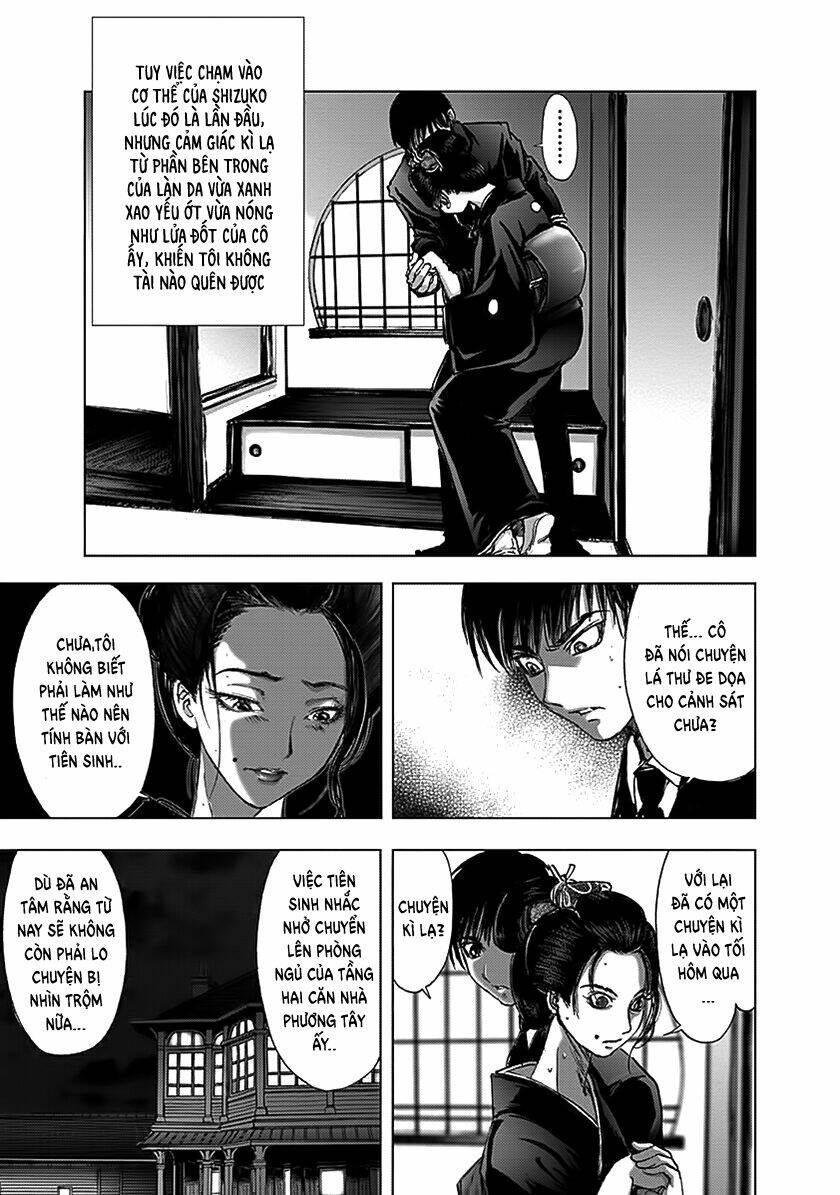 TUY VIỆC CHẠM VÀO
CƠ THỂ CỦA SHIZUKO
LÚC ĐÓ LÀ LẦN ĐẦU,
NHƯNG CẢM GIÁC KÌ LẠ
TỪ PHẦN BÊN TRONG
CỦA LÀN DA VỪA XANH
XAO YẾU ỚT VỪA NÓNG
NHƯ LỬA ĐỐT CỦA CÔ
ẤY, KHIẾN TÔI KHÔNG
TÀI NÀO QUÊN ĐƯỢC
.........
THẾ... CÔ
ĐÃ NÓI CHUYỆN
LÁ THƯ ĐE DỌA
CHO CẢNH SÁT
CHƯA?
CHƯA,TÔI
KHÔNG BIẾT
PHẢI LÀM NHƯ
THẾ NÀO NÊN
TÍNH BÀN VỚI
TIÊN SINH..
VỚI LẠI
ĐÃ CÓ MỘT
CHUYỆN KÌ
LẠ VÀO TỐI
HÔM QUA
...
CHUYỆN
KÌ LẠ?
VIỆC TIÊN
SINH NHẮC
NHỞ CHUYỂN
LÊN PHÒNG
NGỦ CỦA TẦNG
HAI CĂN NHÀ
PHƯƠNG TÂY
ẤY..
DÙ ĐÃ AN
TÂM RẰNG TỪ
NAY SẼ KHÔNG
CÒN PHẢI LO
CHUYỆN BỊ
NHÌN TRỘM
NỮA...